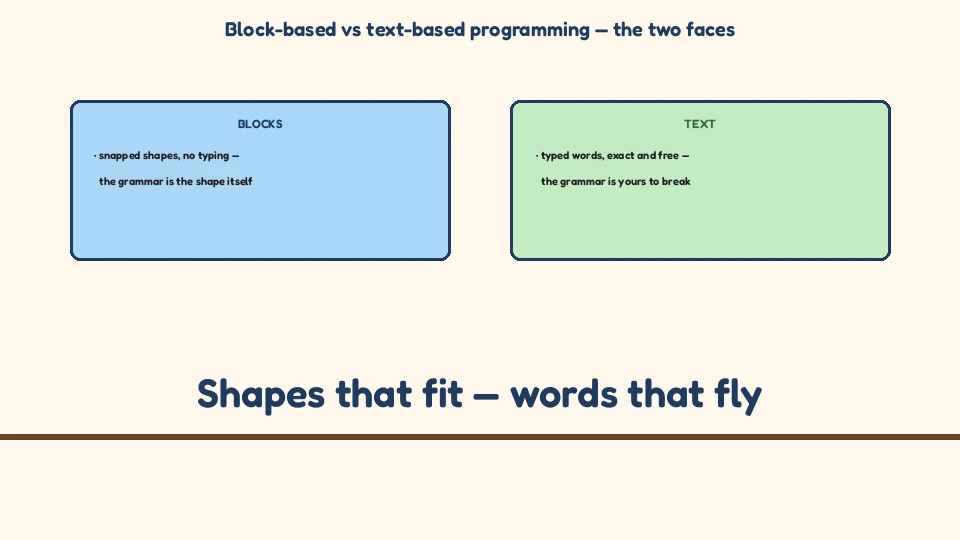 Block-based vs text-based programming — the two faces
BLOCKS
· snapped shapes, no typing —
the grammar is the shape itself
TEXT
· typed words, exact and free —
the grammar is yours to break
Shapes that fit — words that fly